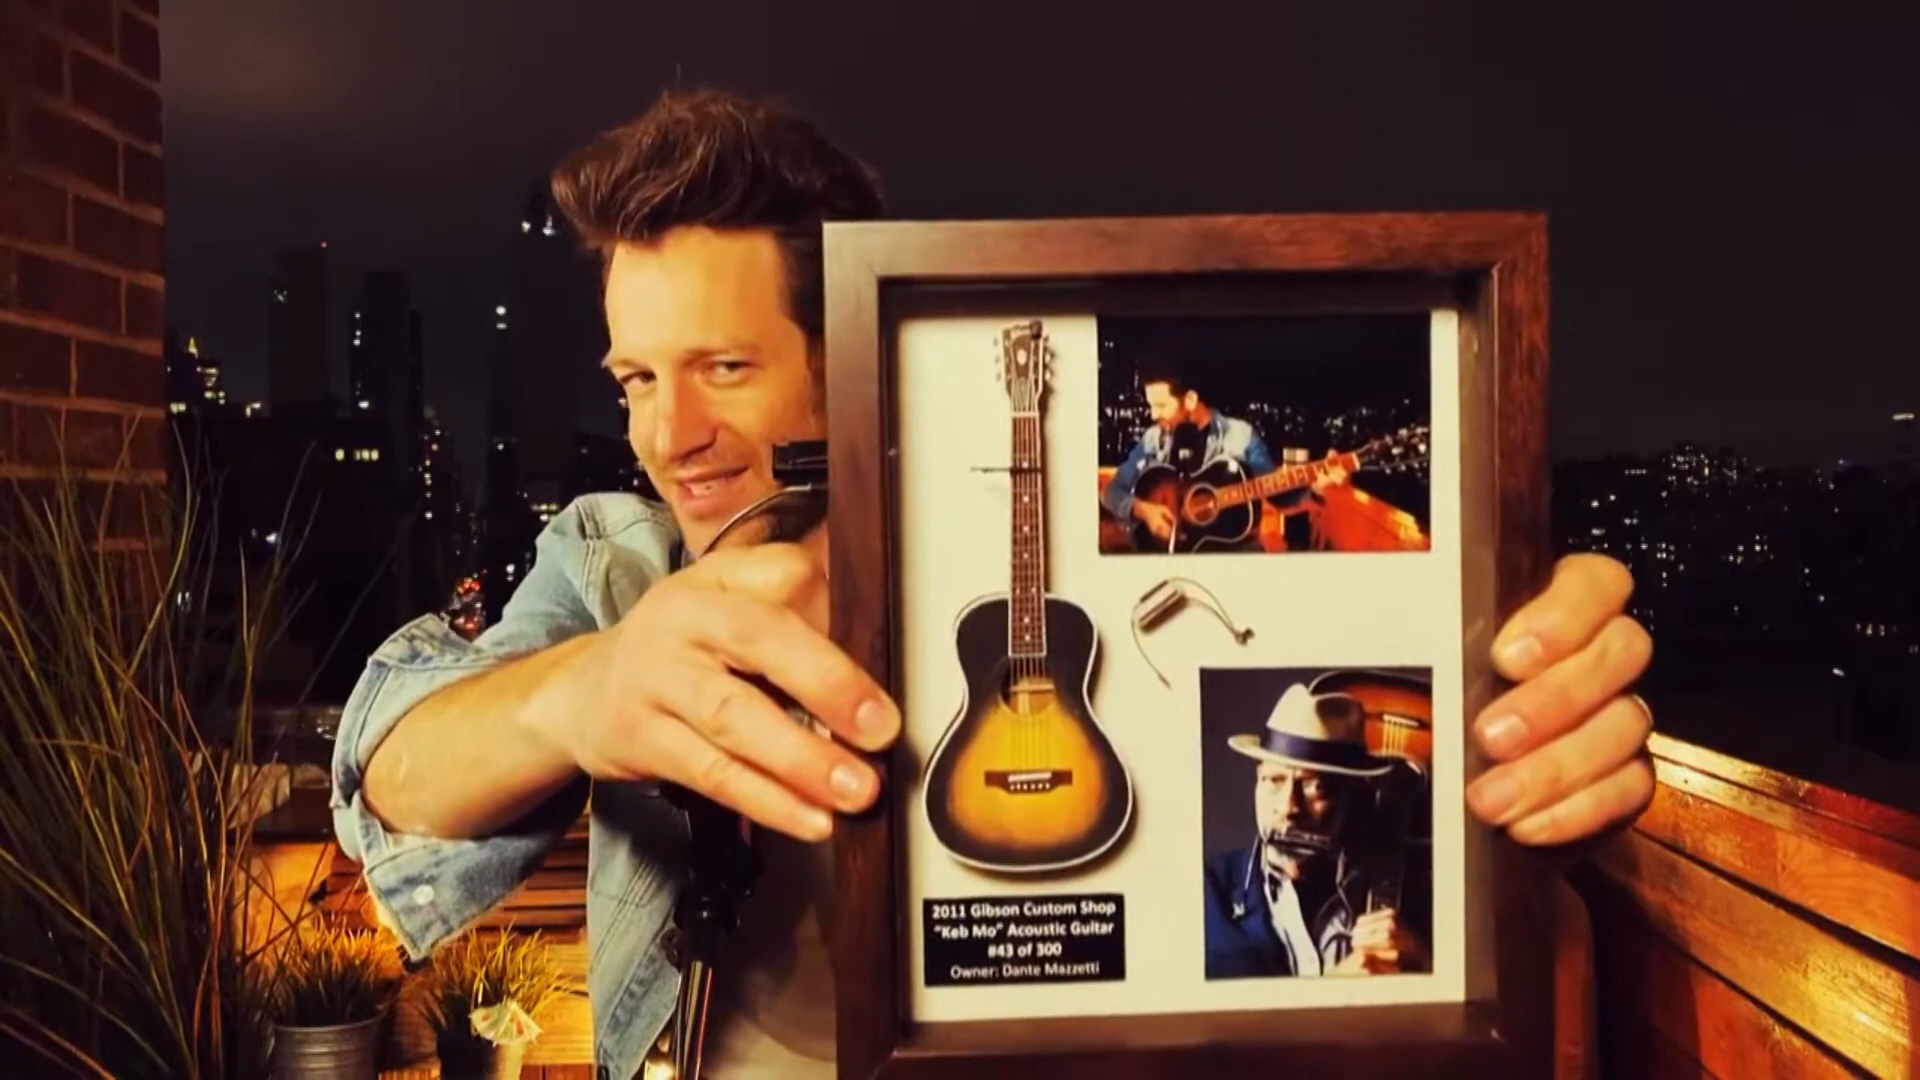 2011 Gibson Custom Shop
"Keb Mo" Acoustic Guitar
#43 of 300
Owner: Dante Mazzetti